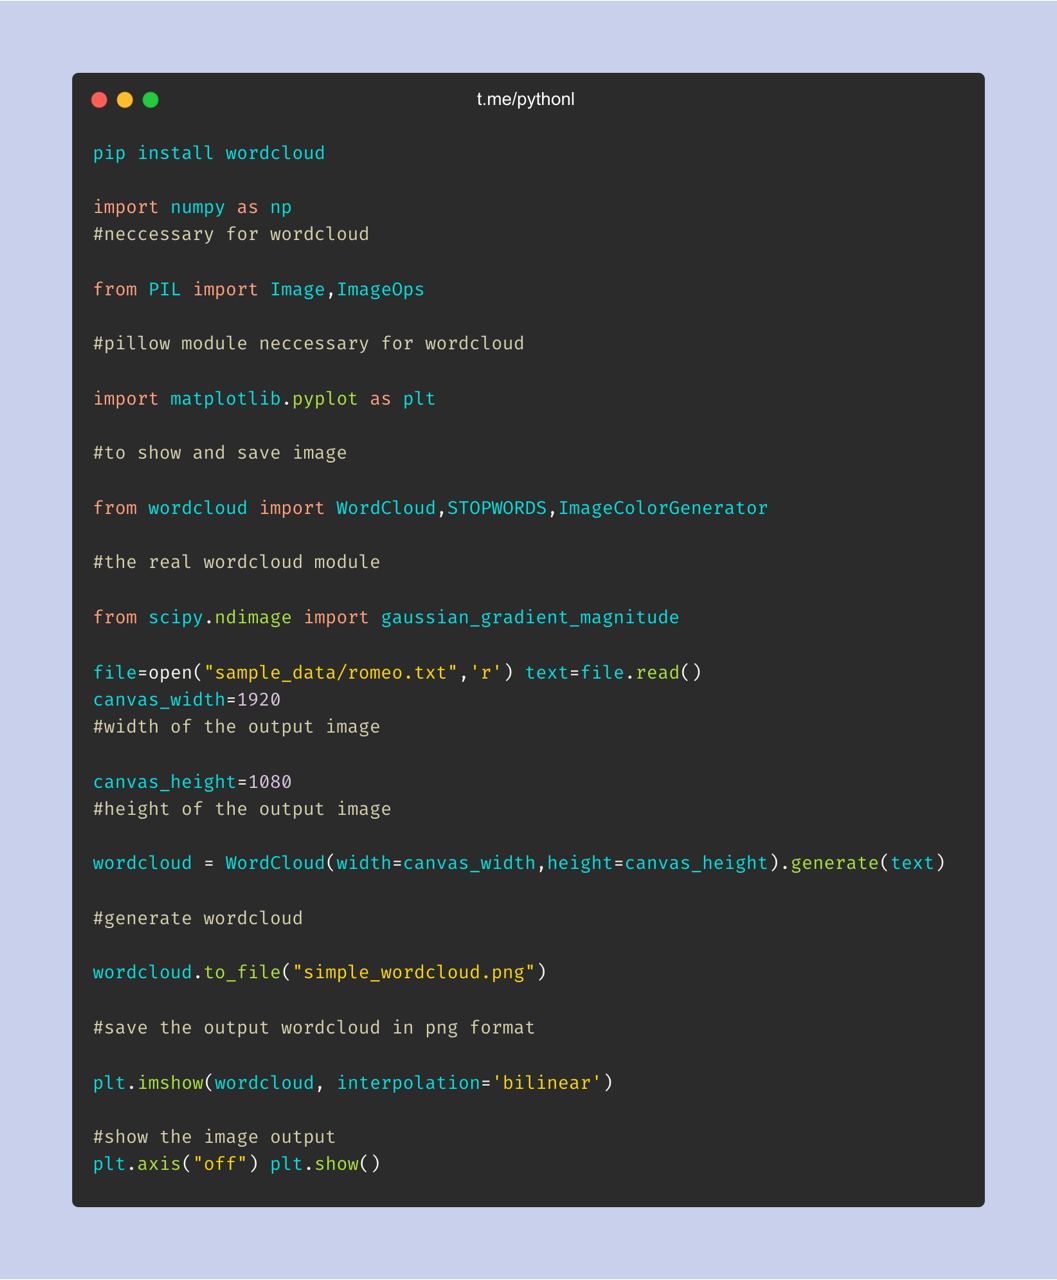 t.me/pythonl
pip install wordcloud
import numpy as np
#neccessary for wordcloud
from PIL import Image,ImageOps
#pillow module neccessary for wordcloud
import matplotlib.pyplot as plt
#to show and save image
from wordcloud import WordCloud,STOPWORDS,ImageColorGenerator
#the real wordcloud module
from scipy.ndimage import gaussian_gradient_magnitude
file=open("sample_data/romeo.txt",'r') text=file.read()
canvas_width=1920
#width of the output image
canvas_height=1080
#height of the output image
wordcloud = WordCloud(width=canvas_width,height=canvas_height).generate(text)
#generate wordcloud
wordcloud.to_file("simple_wordcloud.png")
#save the output wordcloud in png format
plt.imshow(wordcloud, interpolation='bilinear')
#show the image output
plt.axis("off") plt.show()